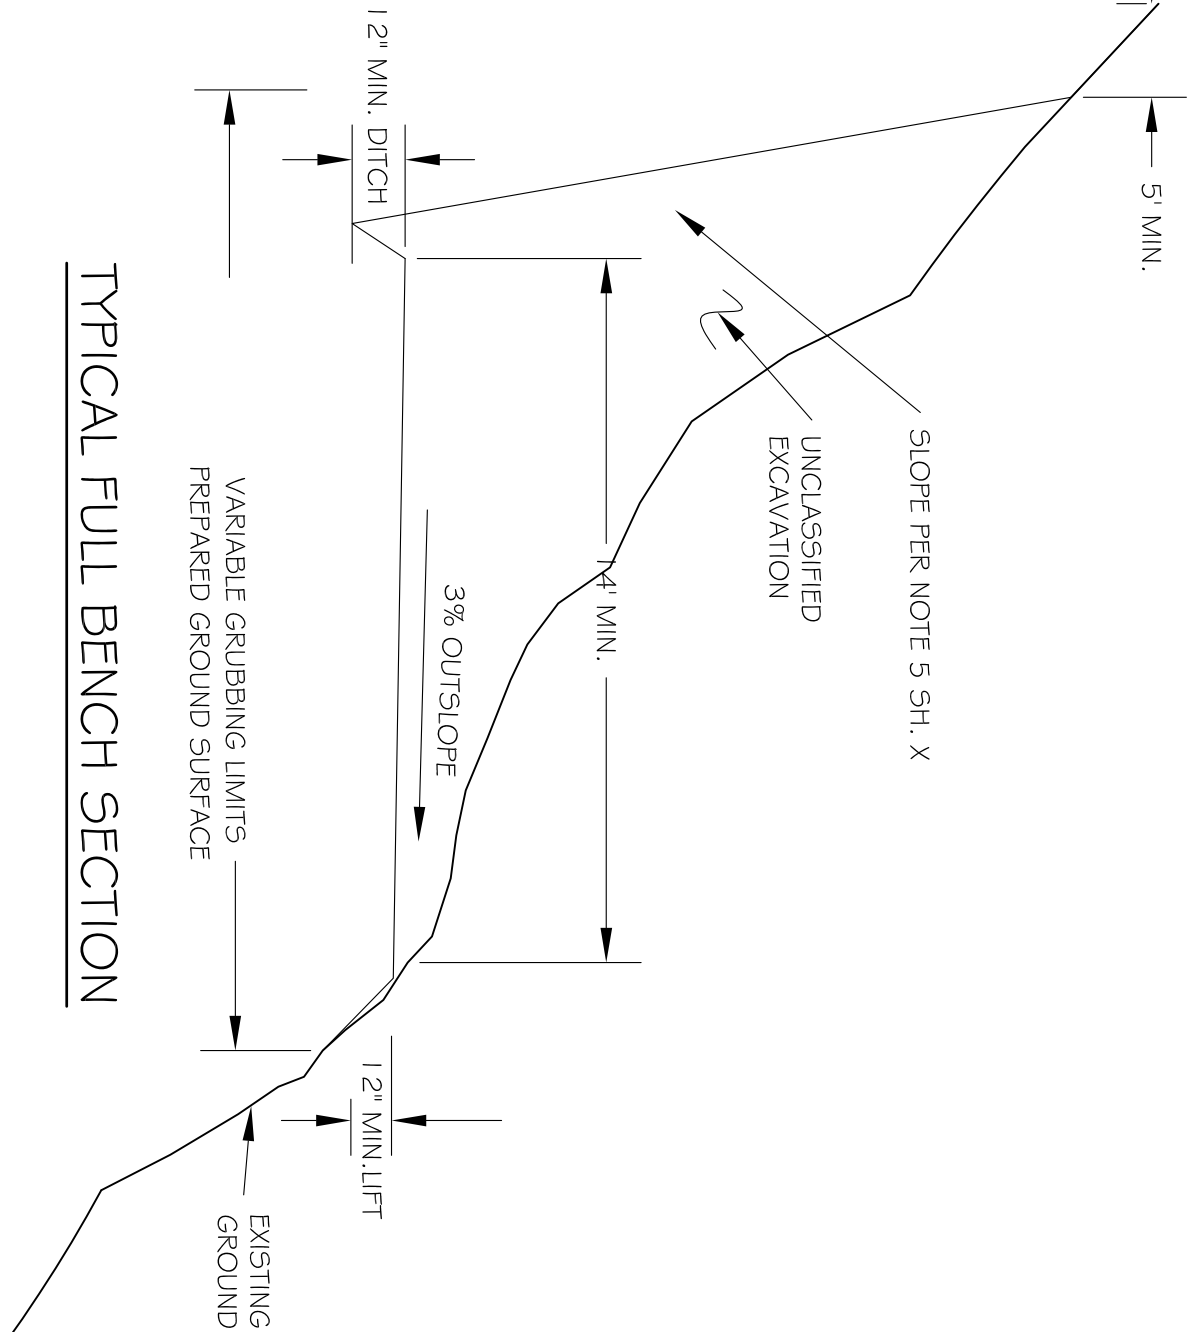 5' MIN.
SLOPE PER NOTE 5 SH. X
UNCLASSIFIED
EXCAVATION
14' MIN.
3% OUTSLOPE
12" MIN. DITCH
12" MIN.LIFT
VARIABLE GRUBBING LIMITS
PREPARED GROUND SURFACE
EXISTING
GROUND
TYPICAL FULL BENCH SECTION